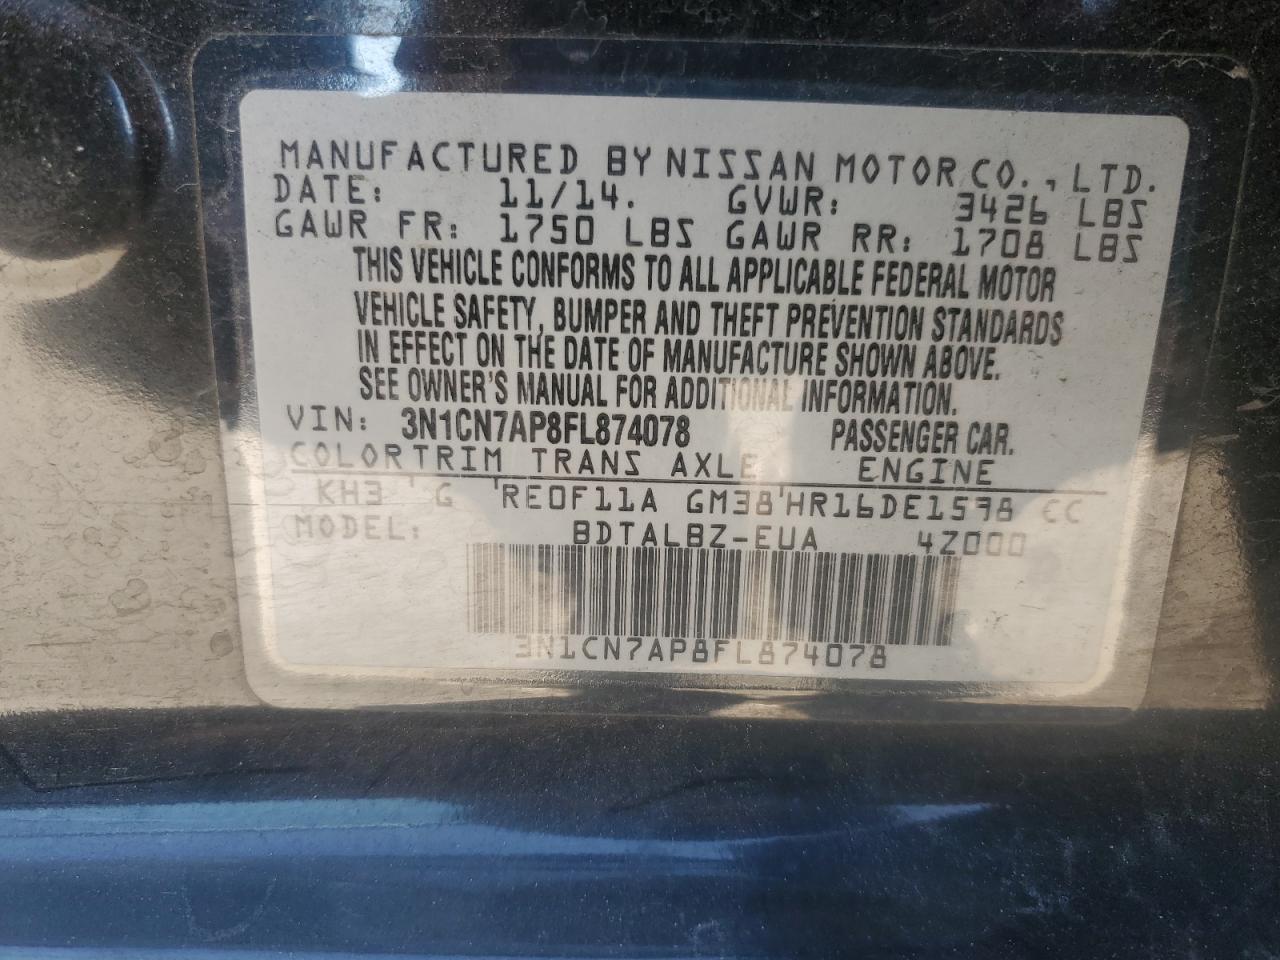 MANUFACTURED BY NISSAN MOTOR CO., LTD.
DATE: 11/14. GVWR: 3426 LBS
GAWR FR: 1750 LBS GAWR RR: 1708 LBS
THIS VEHICLE CONFORMS TO ALL APPLICABLE FEDERAL MOTOR
VEHICLE SAFETY, BUMPER AND THEFT PREVENTION STANDARDS
IN EFFECT ON THE DATE OF MANUFACTURE SHOWN ABOVE.
SEE OWNER'S MANUAL FOR ADDITIONAL INFORMATION.
VIN: 3N1CN7AP8FL874078 PASSENGER CAR.
COLOR TRIM TRANS AXLE ENGINE
KH3 G RE0F11A GM38 HR16DE1598 CC
MODEL: BDTALBZ-EUA 4Z000
3N1CN7AP8FL874078